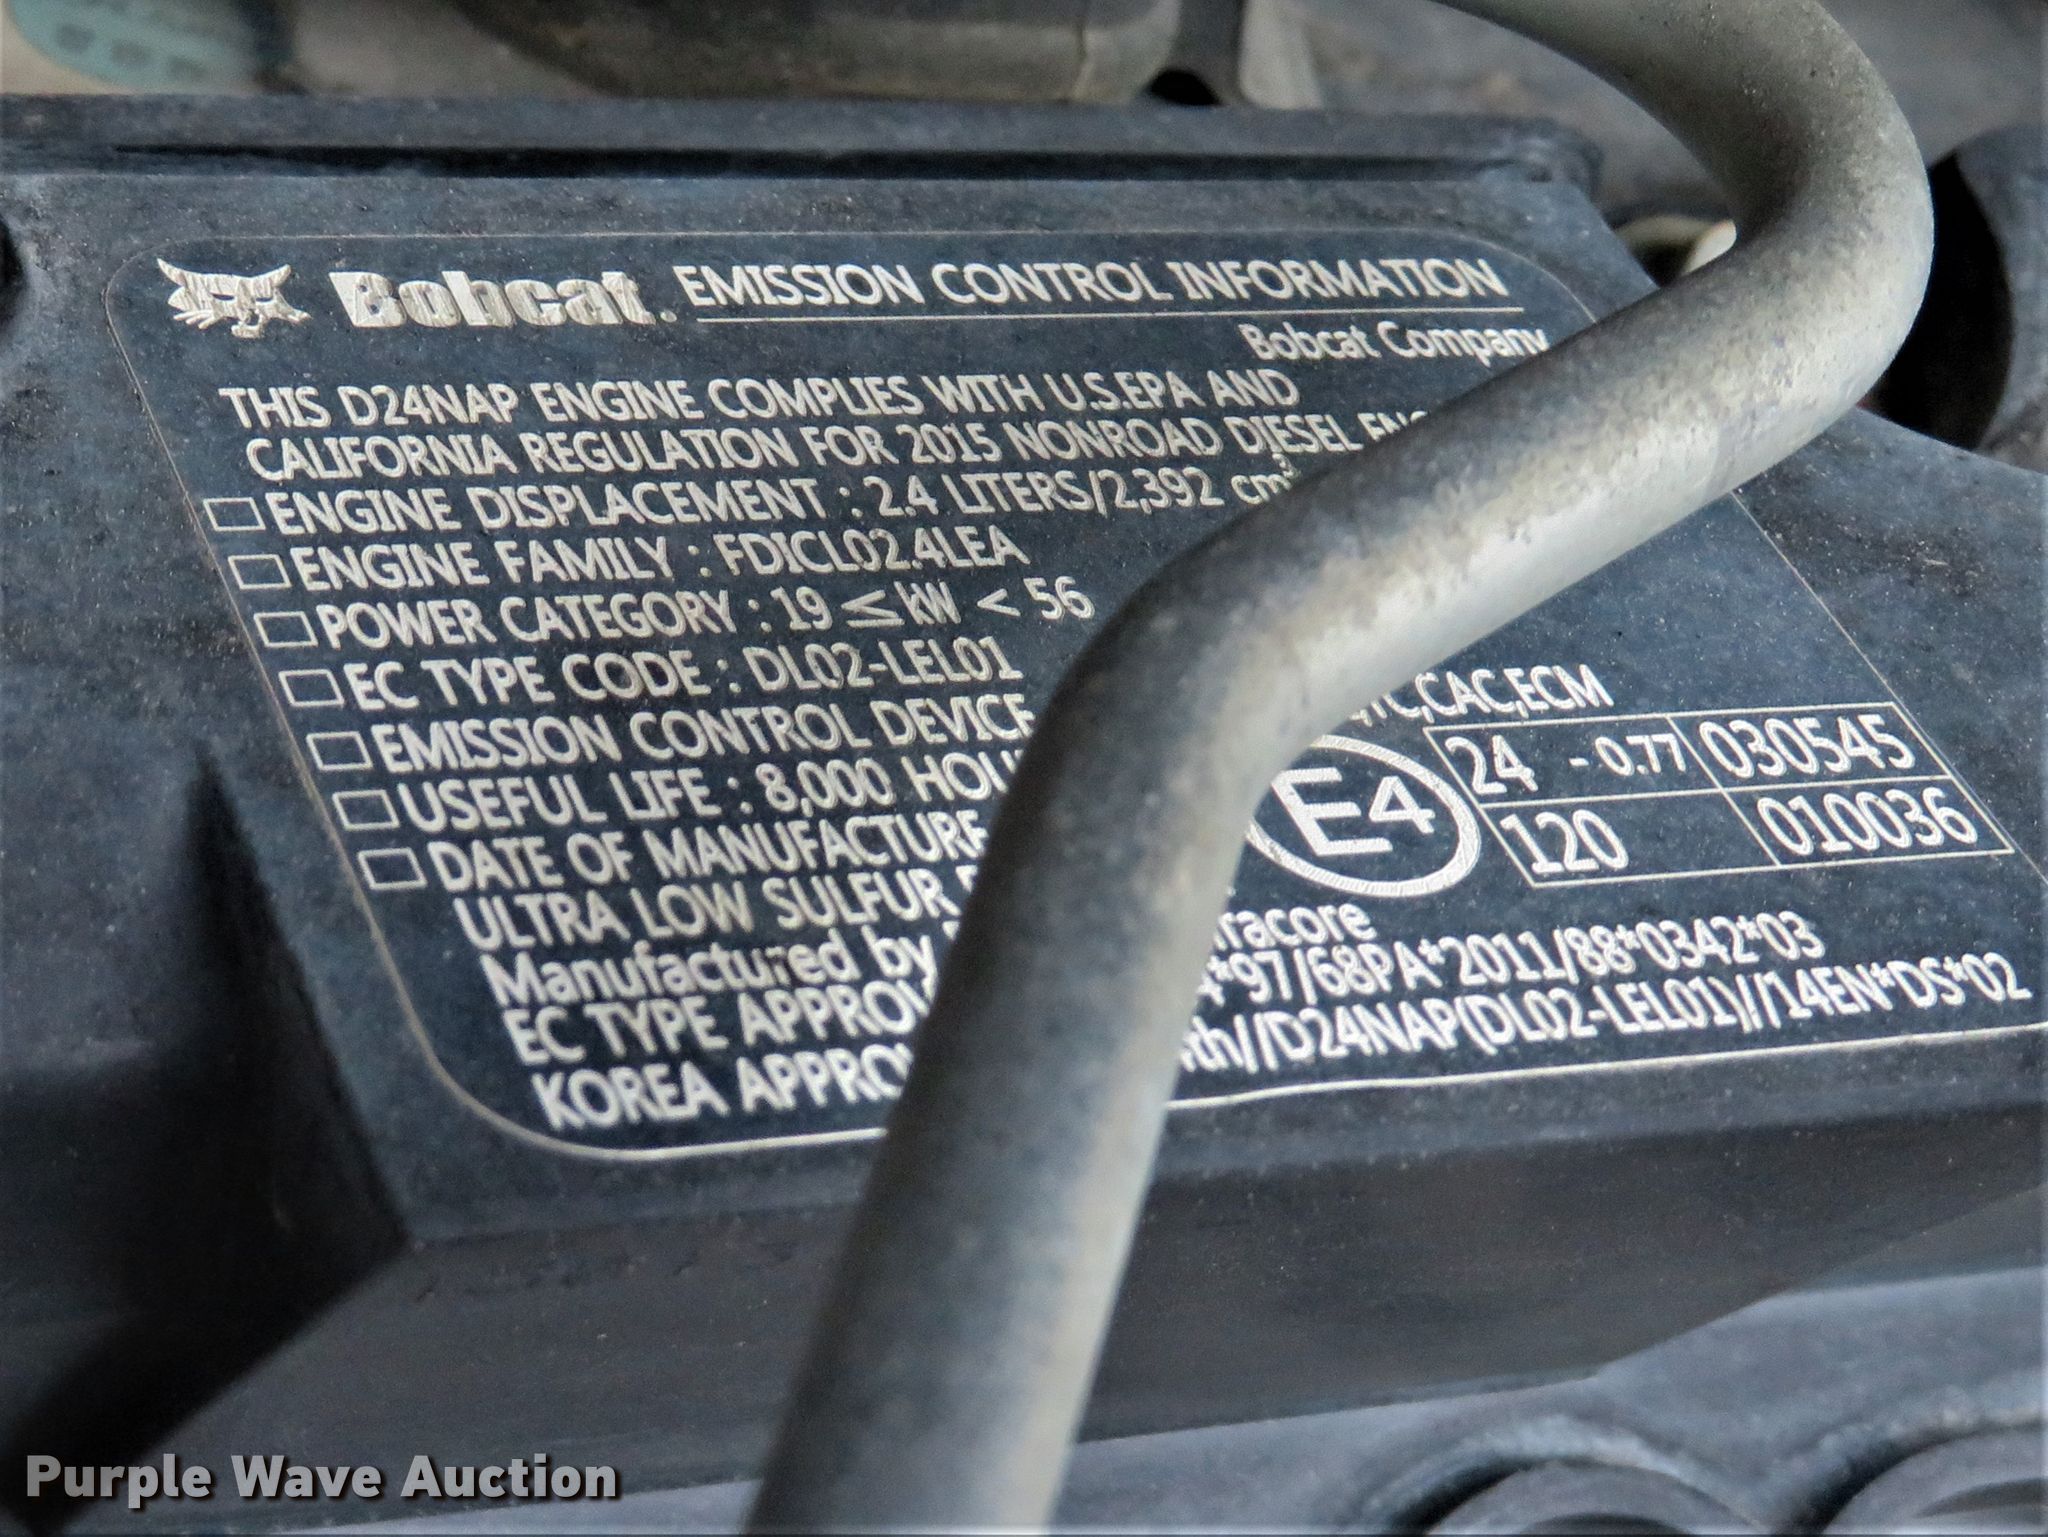 Bobcat. EMISSION CONTROL INFORMATION
Bobcat Company
THIS D24NAP ENGINE COMPLIES WITH U.S.EPA AND
CALIFORNIA REGULATION FOR 2015 NONROAD DIESEL
ENGINE DISPLACEMENT : 2.4 LITERS/2,392 cm³
ENGINE FAMILY : FDICL02.4LEA
POWER CATEGORY : 19 ≤ kW < 56
EC TYPE CODE : DL02-LEL01
EMISSION CONTROL DEVICE ,TC,CAC,ECM
USEFUL LIFE : 8,000
DATE OF MANUFACTURE
ULTRA LOW SULFUR
Manufactured by
EC TYPE *97/68PA*2011/88*0342*03
KOREA //D24NAP(DL02-LEL01)//14EN*DS*02
E4
24 - 0.77 030545
120 010036
Purple Wave Auction